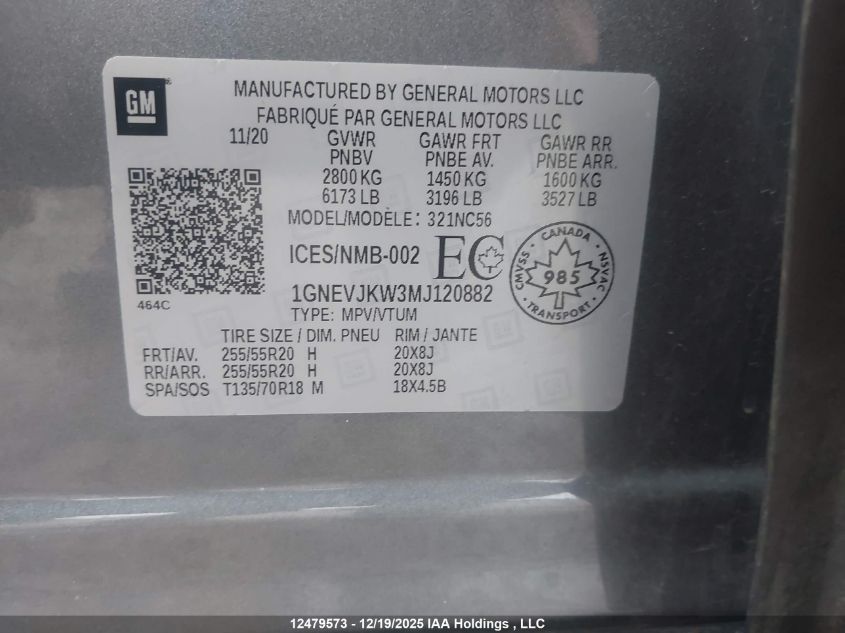 GM
MANUFACTURED BY GENERAL MOTORS LLC
FABRIQUÉ PAR GENERAL MOTORS LLC
11/20 GVWR GAWR FRT GAWR RR
PNBV PNBE AV. PNBE ARR.
2800 KG 1450 KG 1600 KG
6173 LB 3196 LB 3527 LB
MODEL/MODÈLE: 321NC56
ICES/NMB-002 EC
CANADA
CMVSS 985 NSVAC
TRANSPORT
464C
1GNEVJKW3MJ120882
TYPE: MPV/VTUM
TIRE SIZE / DIM. PNEU RIM / JANTE
FRT/AV. 255/55R20 H 20X8J
RR/ARR. 255/55R20 H 20X8J
SPA/SOS T135/70R18 M 18X4.5B
12479573 - 12/19/2025 IAA Holdings , LLC